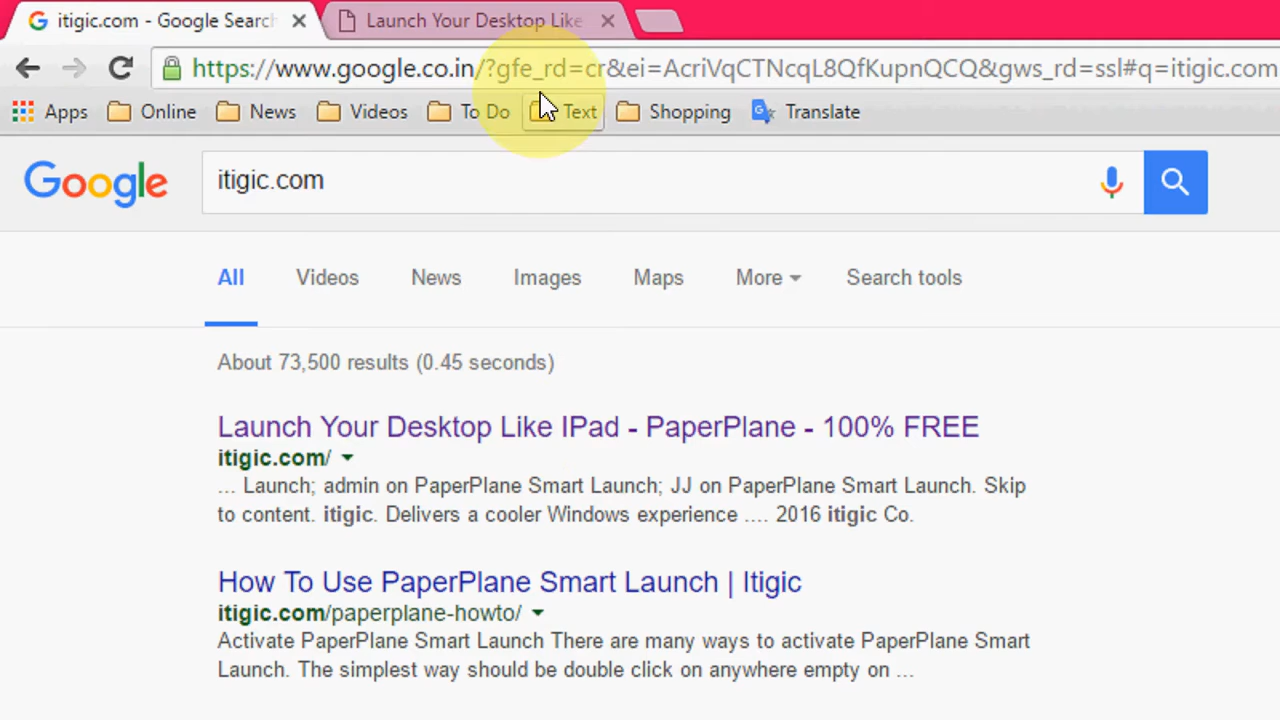 itigic.com - Google Search
Launch Your Desktop Like
https://www.google.co.in/?gfe_rd=cr&ei=AcriVqCTNcqL8QfKupnQCQ&gws_rd=ssl#q=itigic.com
Apps Online News Videos To Do Text Shopping Translate
Google itigic.com
All Videos News Images Maps More Search tools
About 73,500 results (0.45 seconds)
Launch Your Desktop Like IPad - PaperPlane - 100% FREE
itigic.com/
... Launch; admin on PaperPlane Smart Launch; JJ on PaperPlane Smart Launch. Skip
to content. itigic. Delivers a cooler Windows experience .... 2016 itigic Co.
How To Use PaperPlane Smart Launch | Itigic
itigic.com/paperplane-howto/
Activate PaperPlane Smart Launch There are many ways to activate PaperPlane Smart
Launch. The simplest way should be double click on anywhere empty on ...